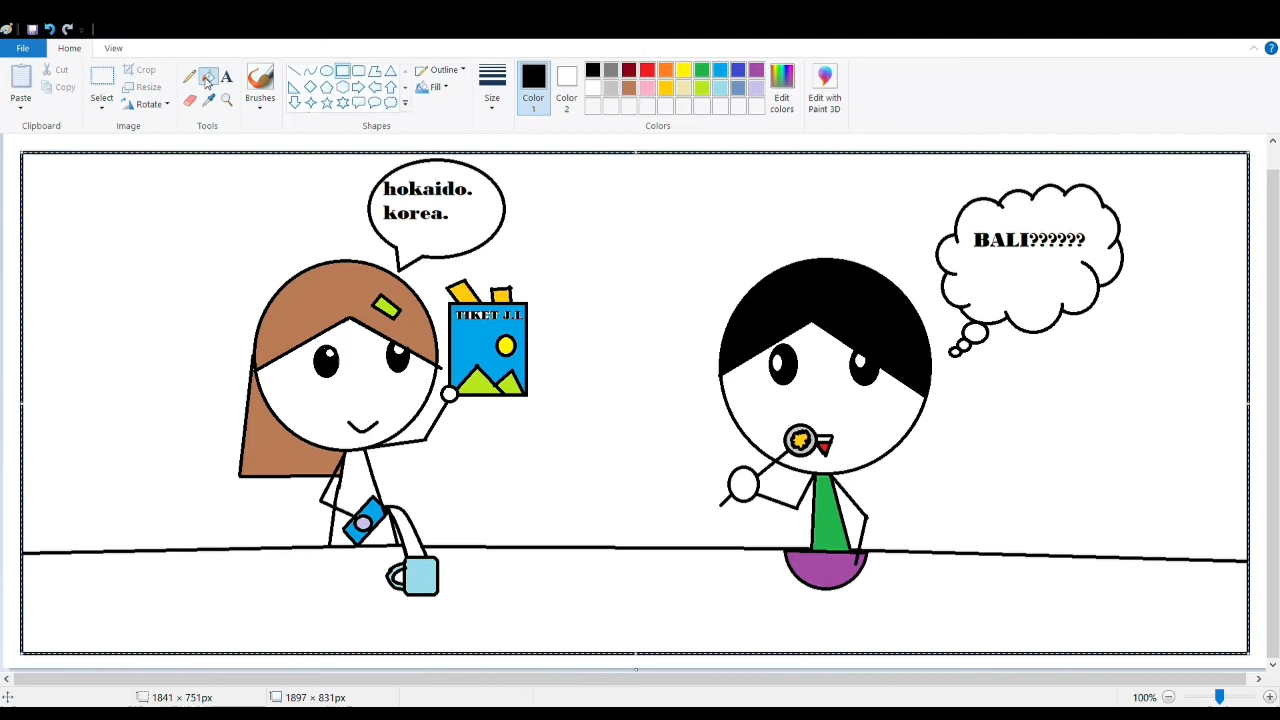 File
Home
View
Cut
Crop
Copy
Resize
Paste
Select
Rotate
A
Brushes
Outline
Fill
Size
Color
1
Color
2
Edit
colors
Edit with
Paint 3D
Clipboard
Image
Tools
Shapes
Colors
hokaido.
korea.
BALI??????
TIKET J.L
1841 × 751px
1897 × 831px
100%